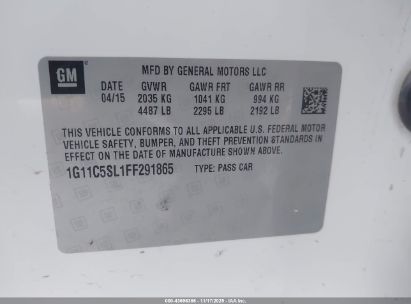 GM
MFD BY GENERAL MOTORS LLC
DATE GVWR GAWR FRT GAWR RR
04/15 2035 KG 1041 KG 994 KG
4487 LB 2295 LB 2192 LB
THIS VEHICLE CONFORMS TO ALL APPLICABLE U.S. FEDERAL MOTOR
VEHICLE SAFETY, BUMPER, AND THEFT PREVENTION STANDARDS IN
EFFECT ON THE DATE OF MANUFACTURE SHOWN ABOVE.
1G11C5SL1FF291865 TYPE: PASS CAR